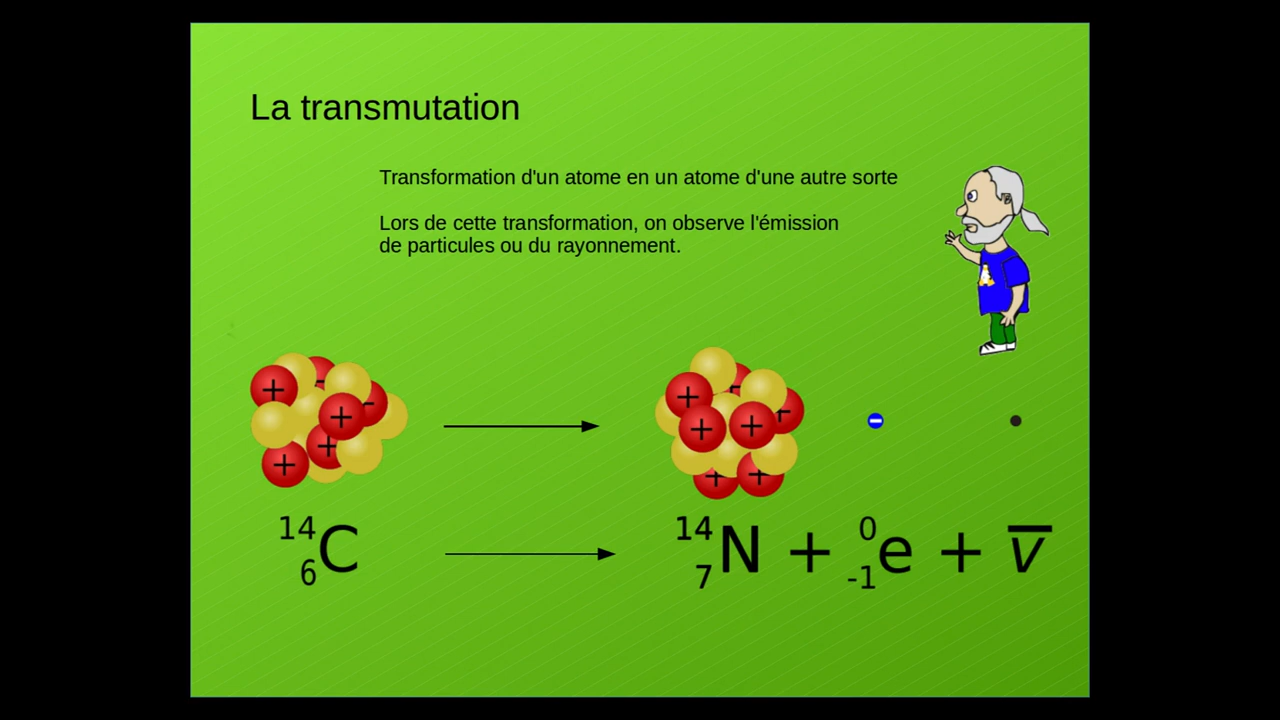 La transmutation
Transformation d'un atome en un atome d'une autre sorte
Lors de cette transformation, on observe l'émission
de particules ou du rayonnement.
+ + + + + + + + + +
- -
¹⁴₆C → ¹⁴₇N + ⁰₋₁e + v̅